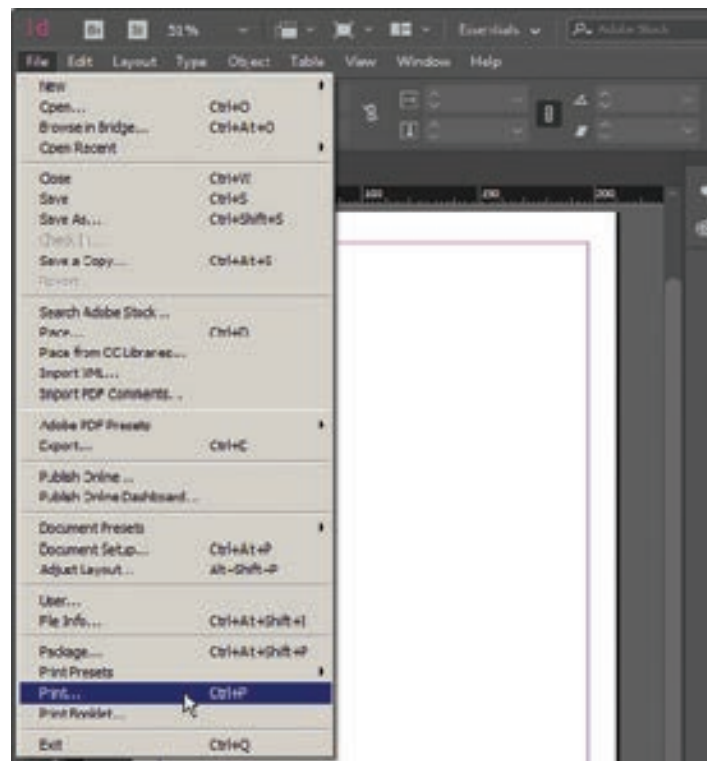 Id Br St 51% Essentials Adobe Stock
File Edit Layout Type Object Table View Window Help
New
Open... Ctrl+O
Browse in Bridge... Ctrl+Alt+O
Open Recent
Close Ctrl+W
Save Ctrl+S
Save As... Ctrl+Shift+S
Check In...
Save a Copy... Ctrl+Alt+S
Revert
Search Adobe Stock...
Place... Ctrl+D
Place from CC Libraries...
Import XML...
Import PDF Comments...
Adobe PDF Presets
Export... Ctrl+E
Publish Online...
Publish Online Dashboard...
Document Presets
Document Setup... Ctrl+Alt+P
Adjust Layout... Alt+Shift+P
User...
File Info... Ctrl+Alt+Shift+I
Package... Ctrl+Alt+Shift+P
Print Presets
Print... Ctrl+P
Print Booklet...
Exit Ctrl+Q
200